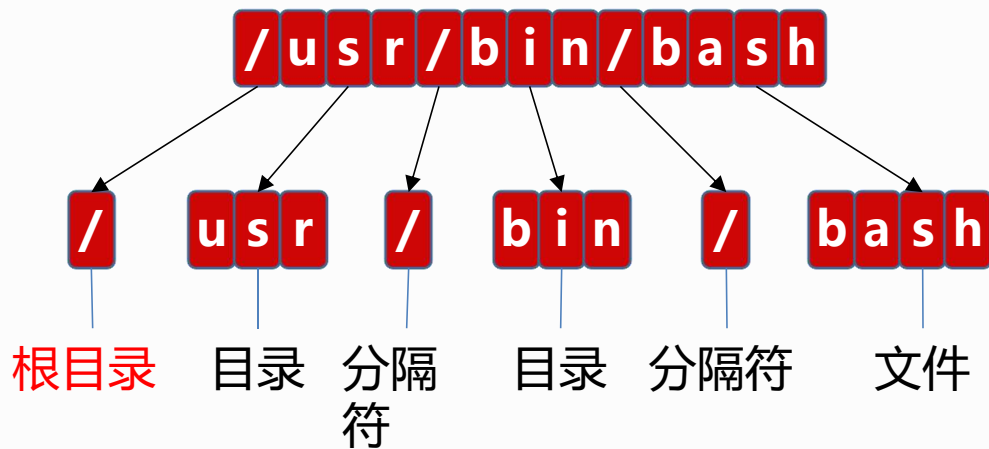 /usr/bin/bash
/ usr / bin / bash
根目录 目录 分隔符 目录 分隔符 文件